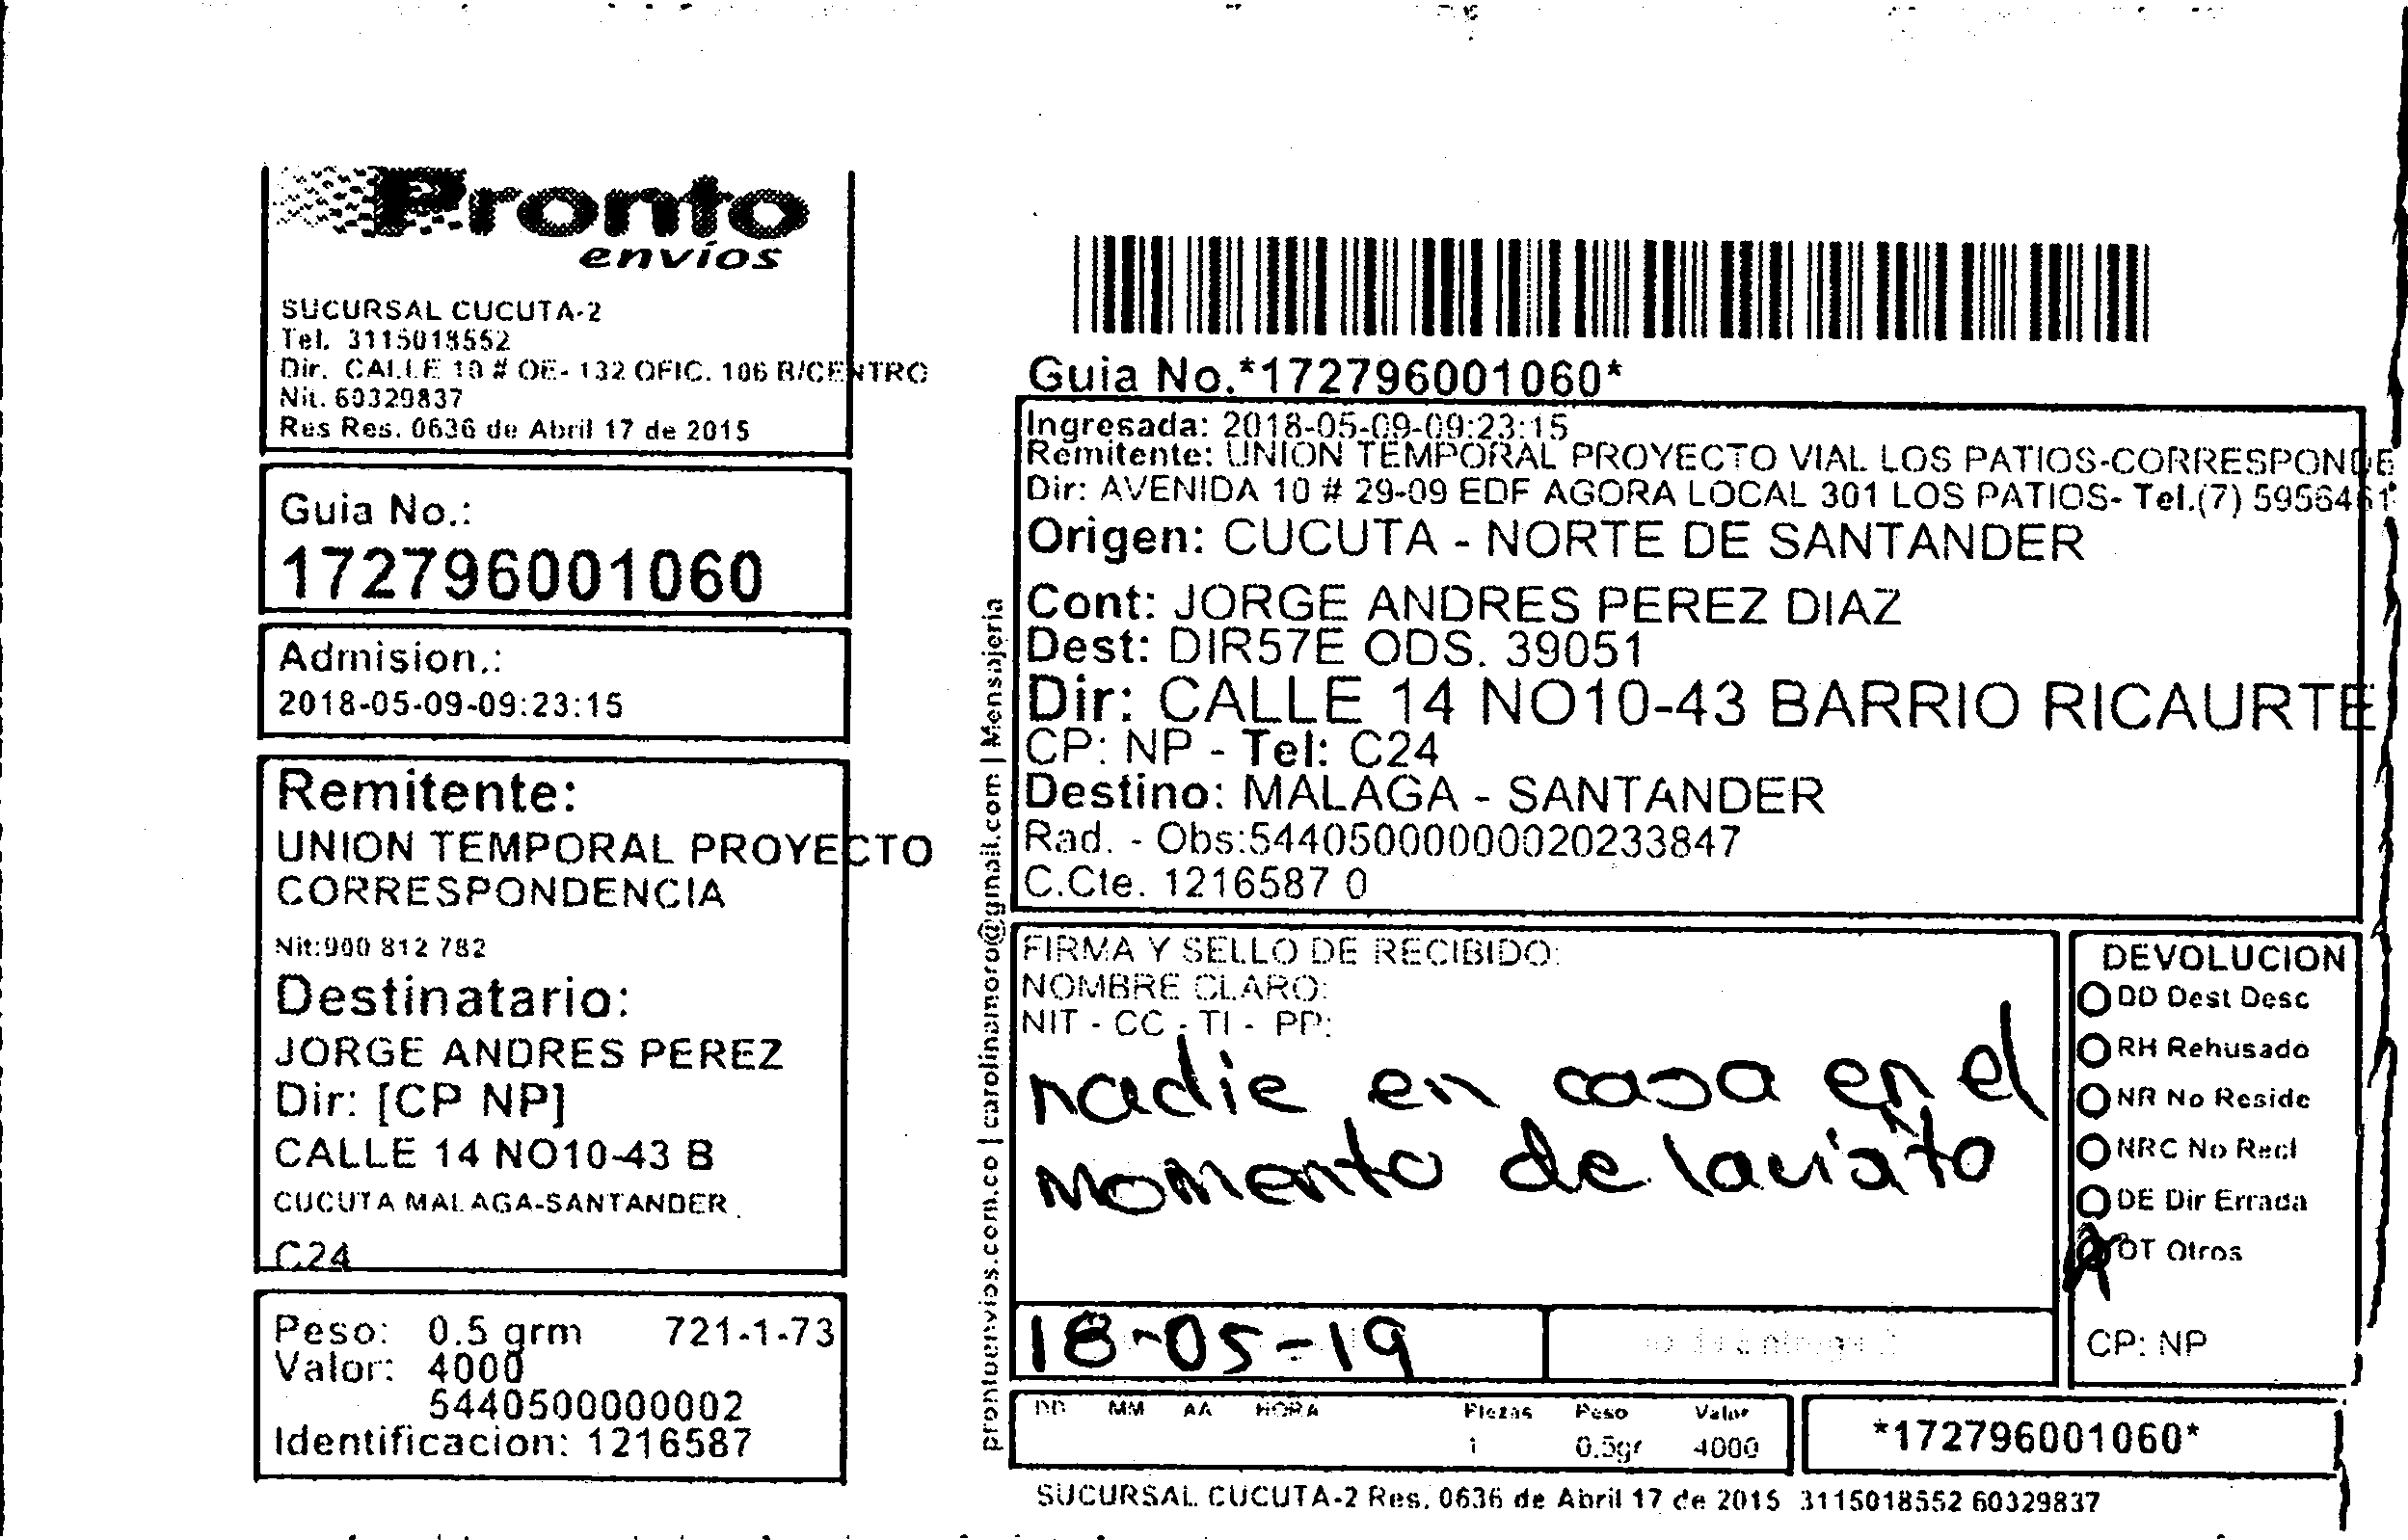 Pronto
envíos
SUCURSAL CUCUTA-2
Tel. 3115018552
Dir. CALLE 10 # OE- 132 OFIC. 106 B/CENTRO
Nit. 60329837
Res Res. 0636 de Abril 17 de 2015
Guia No.:
172796001060
Admision.:
2018-05-09-09:23:15
Remitente:
UNION TEMPORAL PROYECTO
CORRESPONDENCIA
Nit:900 812 782
Destinatario:
JORGE ANDRES PEREZ
Dir: [CP NP]
CALLE 14 NO10-43 B
CUCUTA MALAGA-SANTANDER
C24
Peso: 0.5 grm 721-1-73
Valor: 4000
5440500000002
Identificacion: 1216587
prontoenvios.com.co | carolinamoro@gmail.com | Mensajeria
Guia No.*172796001060*
Ingresada: 2018-05-09-09:23:15
Remitente: UNION TEMPORAL PROYECTO VIAL LOS PATIOS-CORRESPONDE
Dir: AVENIDA 10 # 29-09 EDF AGORA LOCAL 301 LOS PATIOS- Tel.(7) 5956461
Origen: CUCUTA - NORTE DE SANTANDER
Cont: JORGE ANDRES PEREZ DIAZ
Dest: DIR57E ODS. 39051
Dir: CALLE 14 NO10-43 BARRIO RICAURTE
CP: NP - Tel: C24
Destino: MALAGA - SANTANDER
Rad. - Obs:544050000000020233847
C.Cte. 1216587 0
FIRMA Y SELLO DE RECIBIDO:
NOMBRE CLARO:
NIT - CC - TI - PP:
nadie en casa en el
momento de la visita
18-05-19
DEVOLUCION
DD Dest Desc
RH Rehusado
NR No Reside
NRC No Recl
DE Dir Errada
OT Otros
CP: NP
DD MM AA HORA Piezas Peso Valor
1 0.5gr 4000
*172796001060*
SUCURSAL CUCUTA-2 Res. 0636 de Abril 17 de 2015 3115018552 60329837